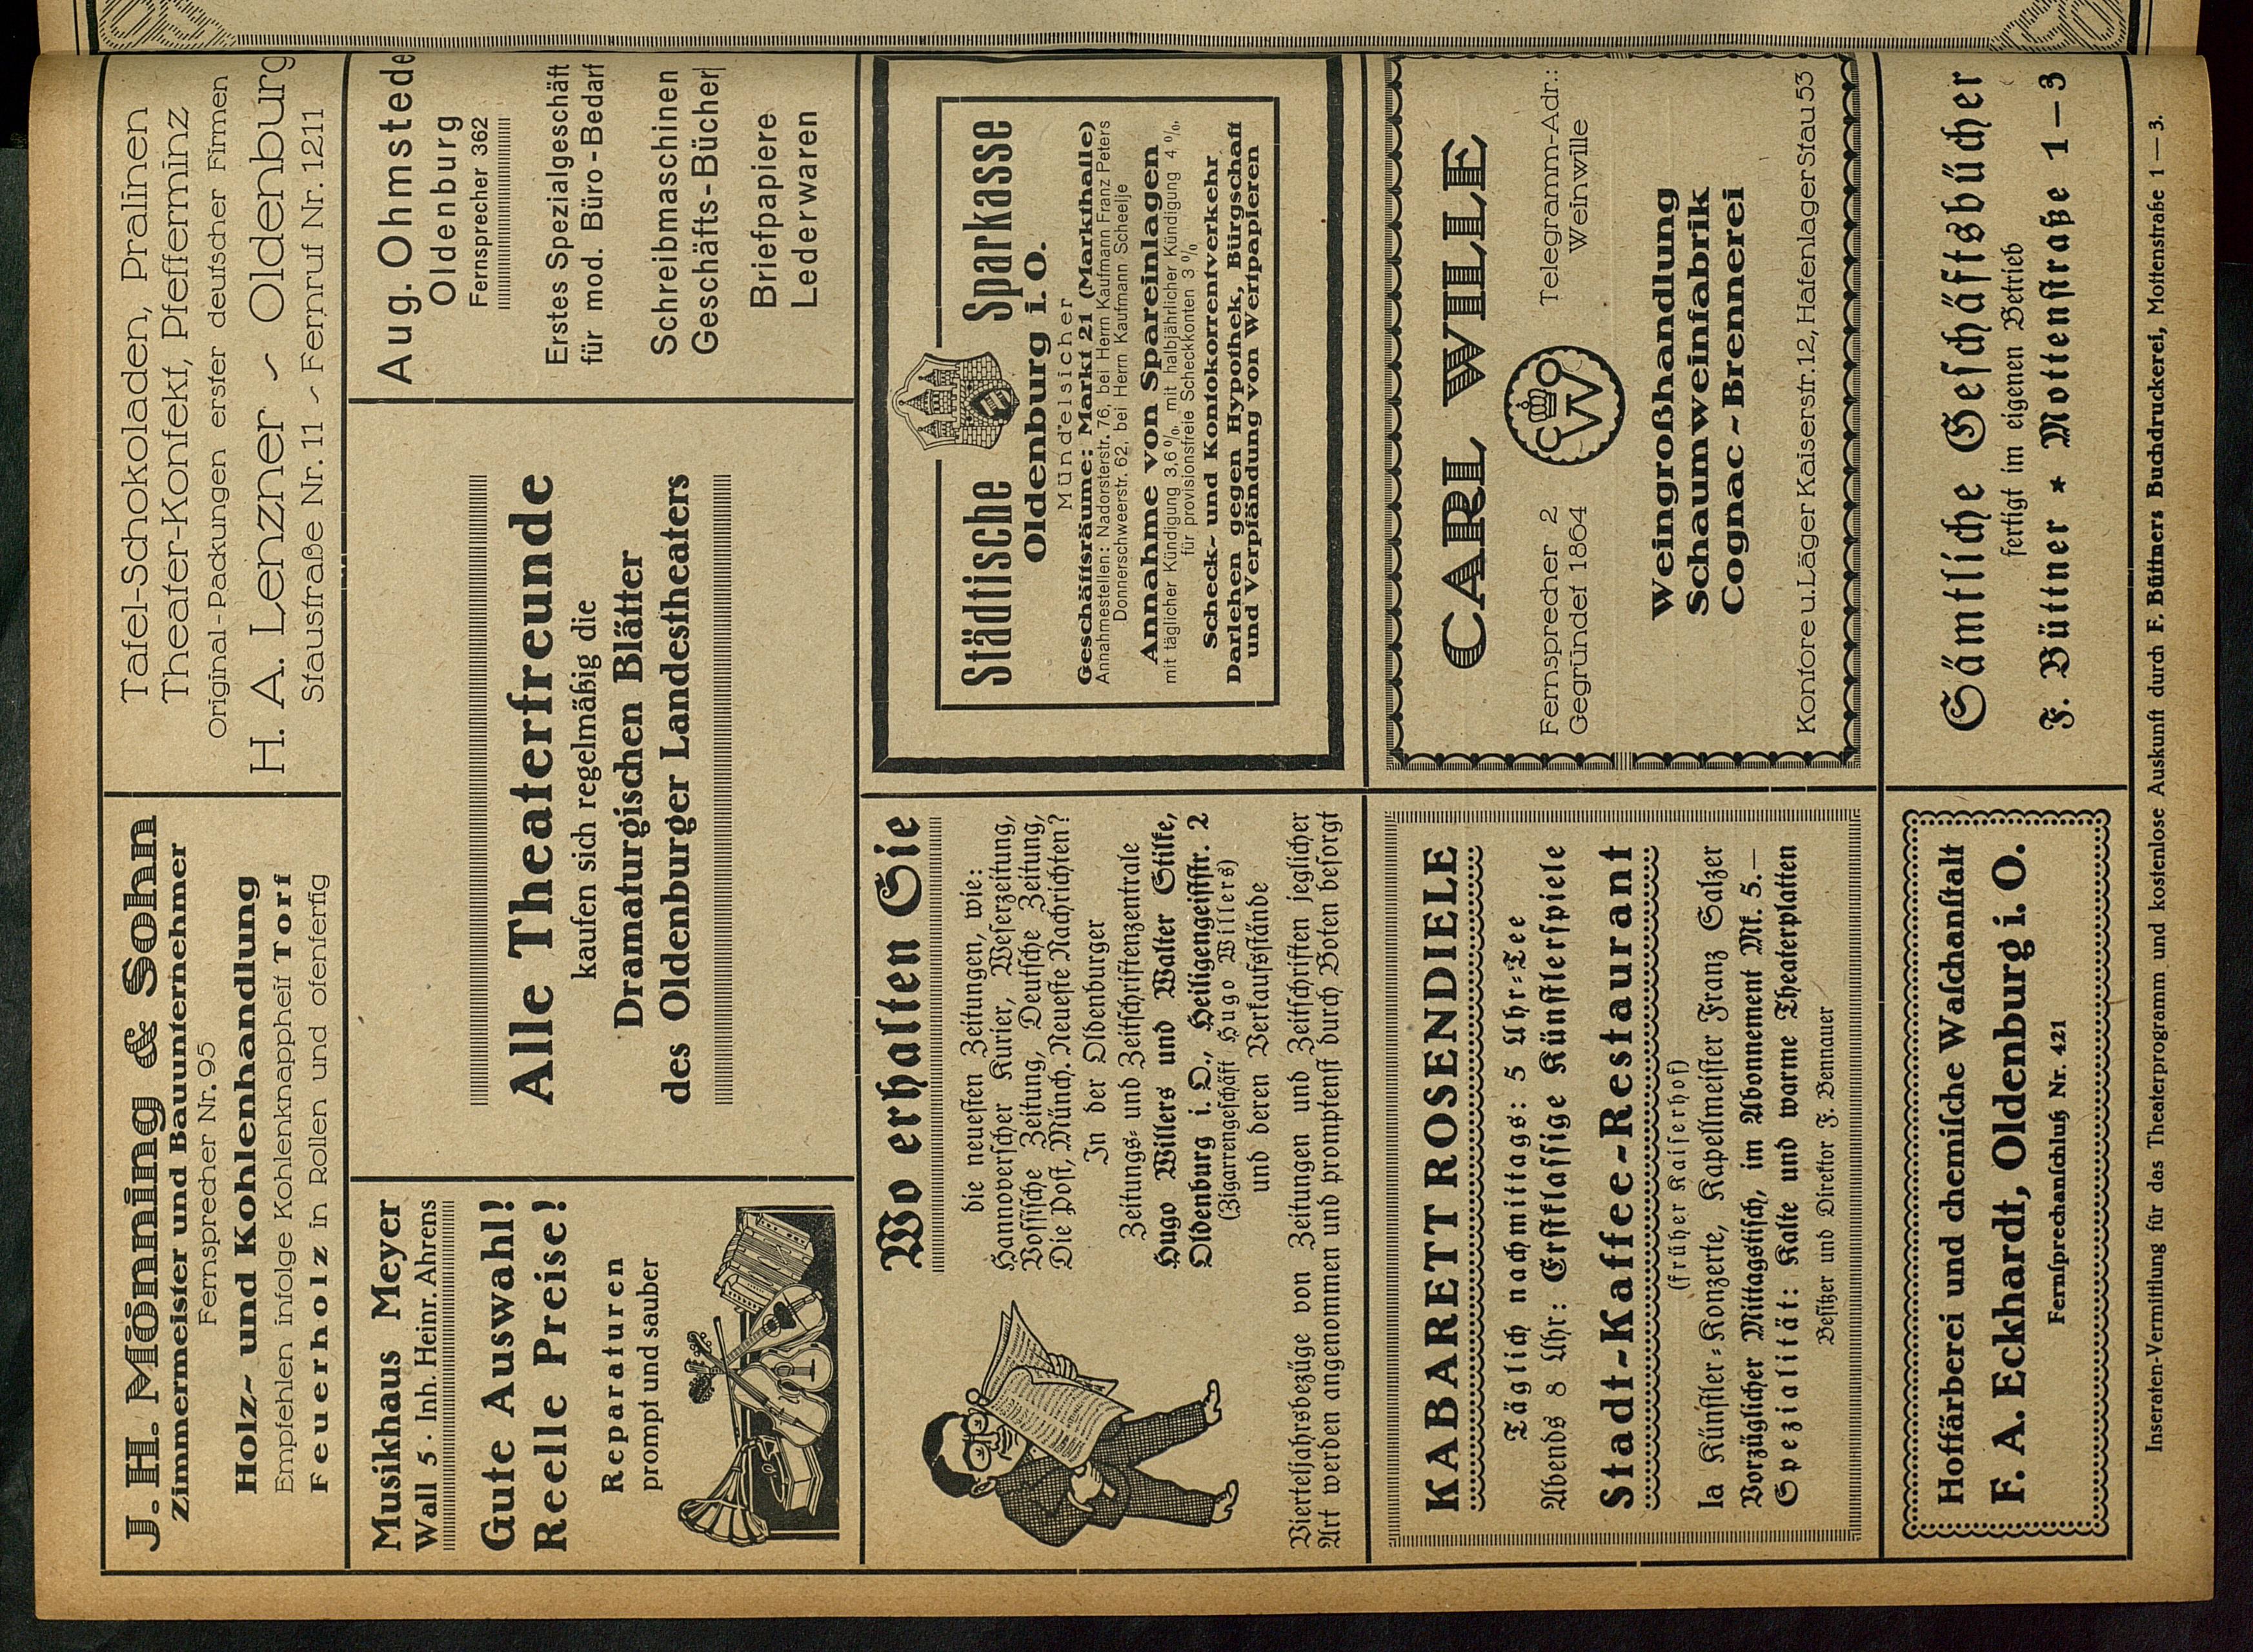 J. H. Mönning & Sohn
Zimmermeister und Bauunternehmer
Fernsprecher Nr. 95
Holz- und Kohlenhandlung
Empfehlen infolge Kohlenknappheit Torf
Feuerholz in Rollen und ofenfertig
Tafel-Schokoladen, Pralinen
Theater-Konfekt, Pfefferminz
Original-Packungen erster deutscher Firmen
H. A. Lenzner - Oldenburg
Staustraße Nr. 11 - Fernruf Nr. 1211
Musikhaus Meyer
Wall 5 · Inh. Heinr. Ahrens
Gute Auswahl!
Reelle Preise!
Reparaturen
prompt und sauber
Alle Theaterfreunde
kaufen sich regelmäßig die
Dramaturgischen Blätter
des Oldenburger Landestheaters
Aug. Ohmstede
Oldenburg
Fernsprecher 362
Erstes Spezialgeschäft
für mod. Büro-Bedarf
Schreibmaschinen
Geschäfts-Bücher
Briefpapiere
Lederwaren
Wo erhalten Sie
die neuesten Zeitungen, wie:
Hannoverscher Kurier, Weserzeitung,
Vossische Zeitung, Deutsche Zeitung,
Die Post, Münch. Neueste Nachrichten?
In der Oldenburger
Zeitungs- und Zeitschriftenzentrale
Hugo Willers und Walter Stilke,
Oldenburg i. O., Heiligengeiststr. 2
(Zigarrengeschäft Hugo Willers)
und deren Verkaufsstände
Vierteljahrsbezüge von Zeitungen und Zeitschriften jeglicher
Art werden angenommen und promptenst durch Boten besorgt
Städtische Sparkasse
Oldenburg i. O.
Mündelsicher
Geschäftsräume: Markt 21 (Markthalle)
Annahmestellen: Nadorsterstr. 76, bei Herrn Kaufmann Franz Peters
Donnerschweerstr. 62, bei Herrn Kaufmann Scheelje
Annahme von Spareinlagen
mit täglicher Kündigung 3,6 %, mit halbjährlicher Kündigung 4 %,
für provisionsfreie Scheckkonten 3 %
Scheck- und Kontokorrentverkehr
Darlehen gegen Hypothek, Bürgschaft
und Verpfändung von Wertpapieren
KABARETT ROSENDIELE
Täglich nachmittags: 5 Uhr-Tee
Abends 8 Uhr: Erstklassige Künstlerspiele
Stadt-Kaffee-Restaurant
(früher Kaiserhof)
Ia Künstler-Konzerte, Kapellmeister Franz Salzer
Vorzüglicher Mittagstisch, im Abonnement Mk. 5.—
Spezialität: Kalte und warme Theaterplatten
Besitzer und Direktor F. Bennauer
CARL WILLE
Fernsprecher 2
Gegründet 1864
CW
Telegramm-Adr.:
Weinwille
Weingroßhandlung
Schaumweinfabrik
Cognac-Brennerei
Kontore u. Läger Kaiserstr. 12, Hafenlager Stau 53
Hoffärberei und chemische Waschanstalt
F. A. Eckhardt, Oldenburg i. O.
Fernsprechanschluß Nr. 421
Sämtliche Geschäftsbücher
fertigt im eigenen Betrieb
F. Büttner * Mottenstraße 1—3
Inseraten-Vermittlung für das Theaterprogramm und kostenlose Auskunft durch F. Büttners Buchdruckerei, Mottenstraße 1—3.